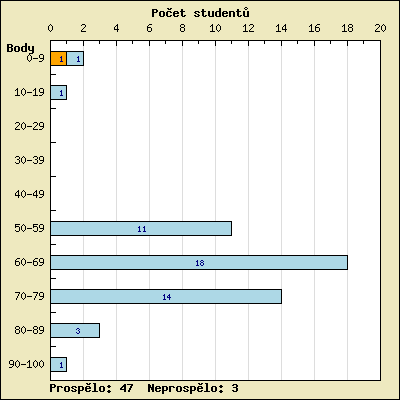 Počet studentů
0 2 4 6 8 10 12 14 16 18 20
Body
0-9 1 1
10-19 1
20-29
30-39
40-49
50-59 11
60-69 18
70-79 14
80-89 3
90-100 1
Prospělo: 47 Neprospělo: 3